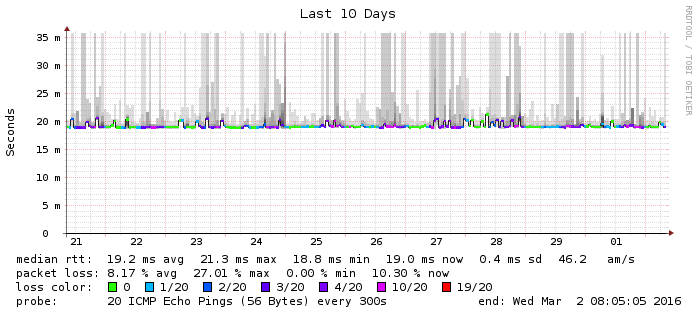 Last 10 Days
RRDTOOL / TOBI OETIKER
Seconds
35 m
30 m
25 m
20 m
15 m
10 m
5 m
0
21 22 23 24 25 26 27 28 29 01
median rtt: 19.2 ms avg 21.3 ms max 18.8 ms min 19.0 ms now 0.4 ms sd 46.2 am/s
packet loss: 8.17 % avg 27.01 % max 0.00 % min 10.30 % now
loss color: 0 1/20 2/20 3/20 4/20 10/20 19/20
probe: 20 ICMP Echo Pings (56 Bytes) every 300s end: Wed Mar 2 08:05:05 2016